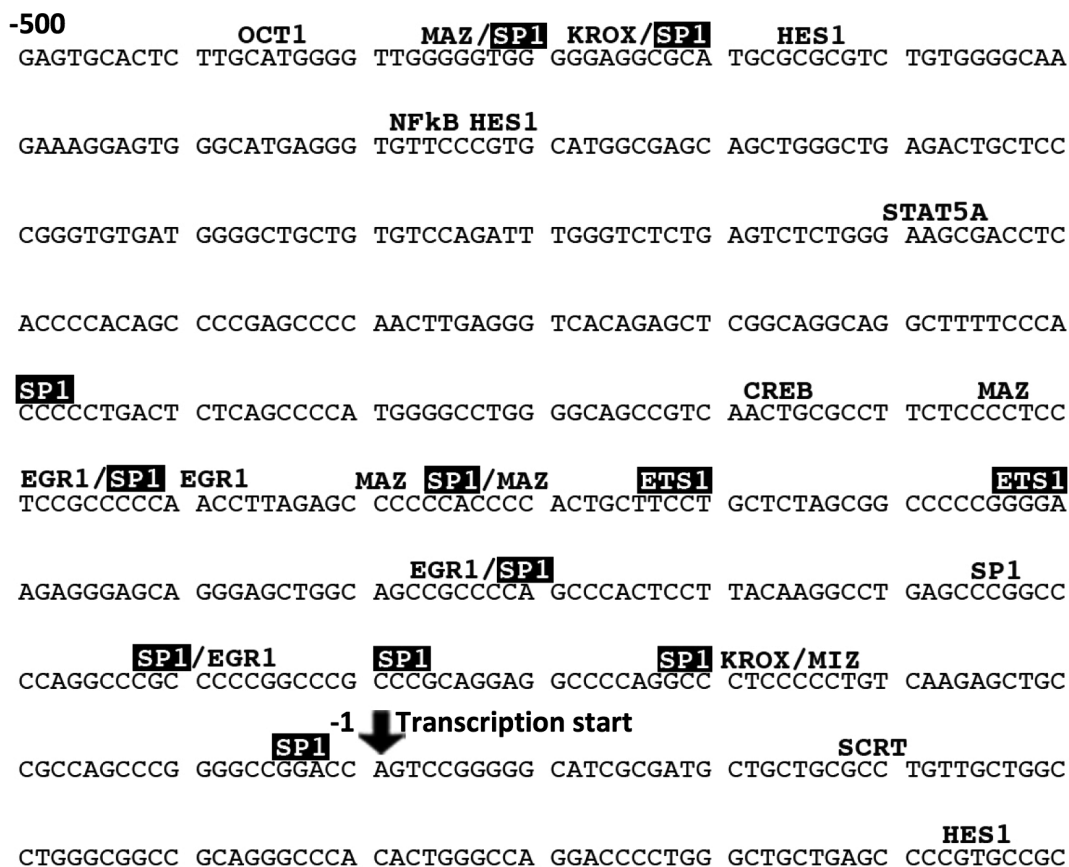 -500
OCT1 MAZ/SP1 KROX/SP1 HES1
GAGTGCACTC TTGCATGGGG TTGGGGGTGG GGGAGGCGCA TGCGCGCGTC TGTGGGGCAA
NFkB HES1
GAAAGGAGTG GGCATGAGGG TGTTCCCGTG CATGGCGAGC AGCTGGGCTG AGACTGCTCC
STAT5A
CGGGTGTGAT GGGGCTGCTG TGTCCAGATT TGGGTCTCTG AGTCTCTGGG AAGCGACCTC
ACCCCACAGC CCCGAGCCCC AACTTGAGGG TCACAGAGCT CGGCAGGCAG GCTTTTCCCA
SP1 CREB MAZ
CCCCCTGACT CTCAGCCCCA TGGGGCCTGG GGCAGCCGTC AACTGCGCCT TCTCCCCTCC
EGR1/SP1 EGR1 MAZ SP1/MAZ ETS1 ETS1
TCCGCCCCCA ACCTTAGAGC CCCCCACCCC ACTGCTTCCT GCTCTAGCGG CCCCCGGGGA
EGR1/SP1 SP1
AGAGGGAGCA GGGAGCTGGC AGCCGCCCCA GCCCACTCCT TACAAGGCCT GAGCCCGGCC
SP1/EGR1 SP1 SP1 KROX/MIZ
CCAGGCCCGC CCCCGGCCCG CCCGCAGGAG GCCCCAGGCC CTCCCCCTGT CAAGAGCTGC
-1 Transcription start
SP1 SCRT
CGCCAGCCCG GGGCCGGACC AGTCCGGGGG CATCGCGATG CTGCTGCGCC TGTTGCTGGC
HES1
CTGGGCGGCC GCAGGGCCCA CACTGGGCCA GGACCCCTGG GCTGCTGAGC CCCGTGCCGC